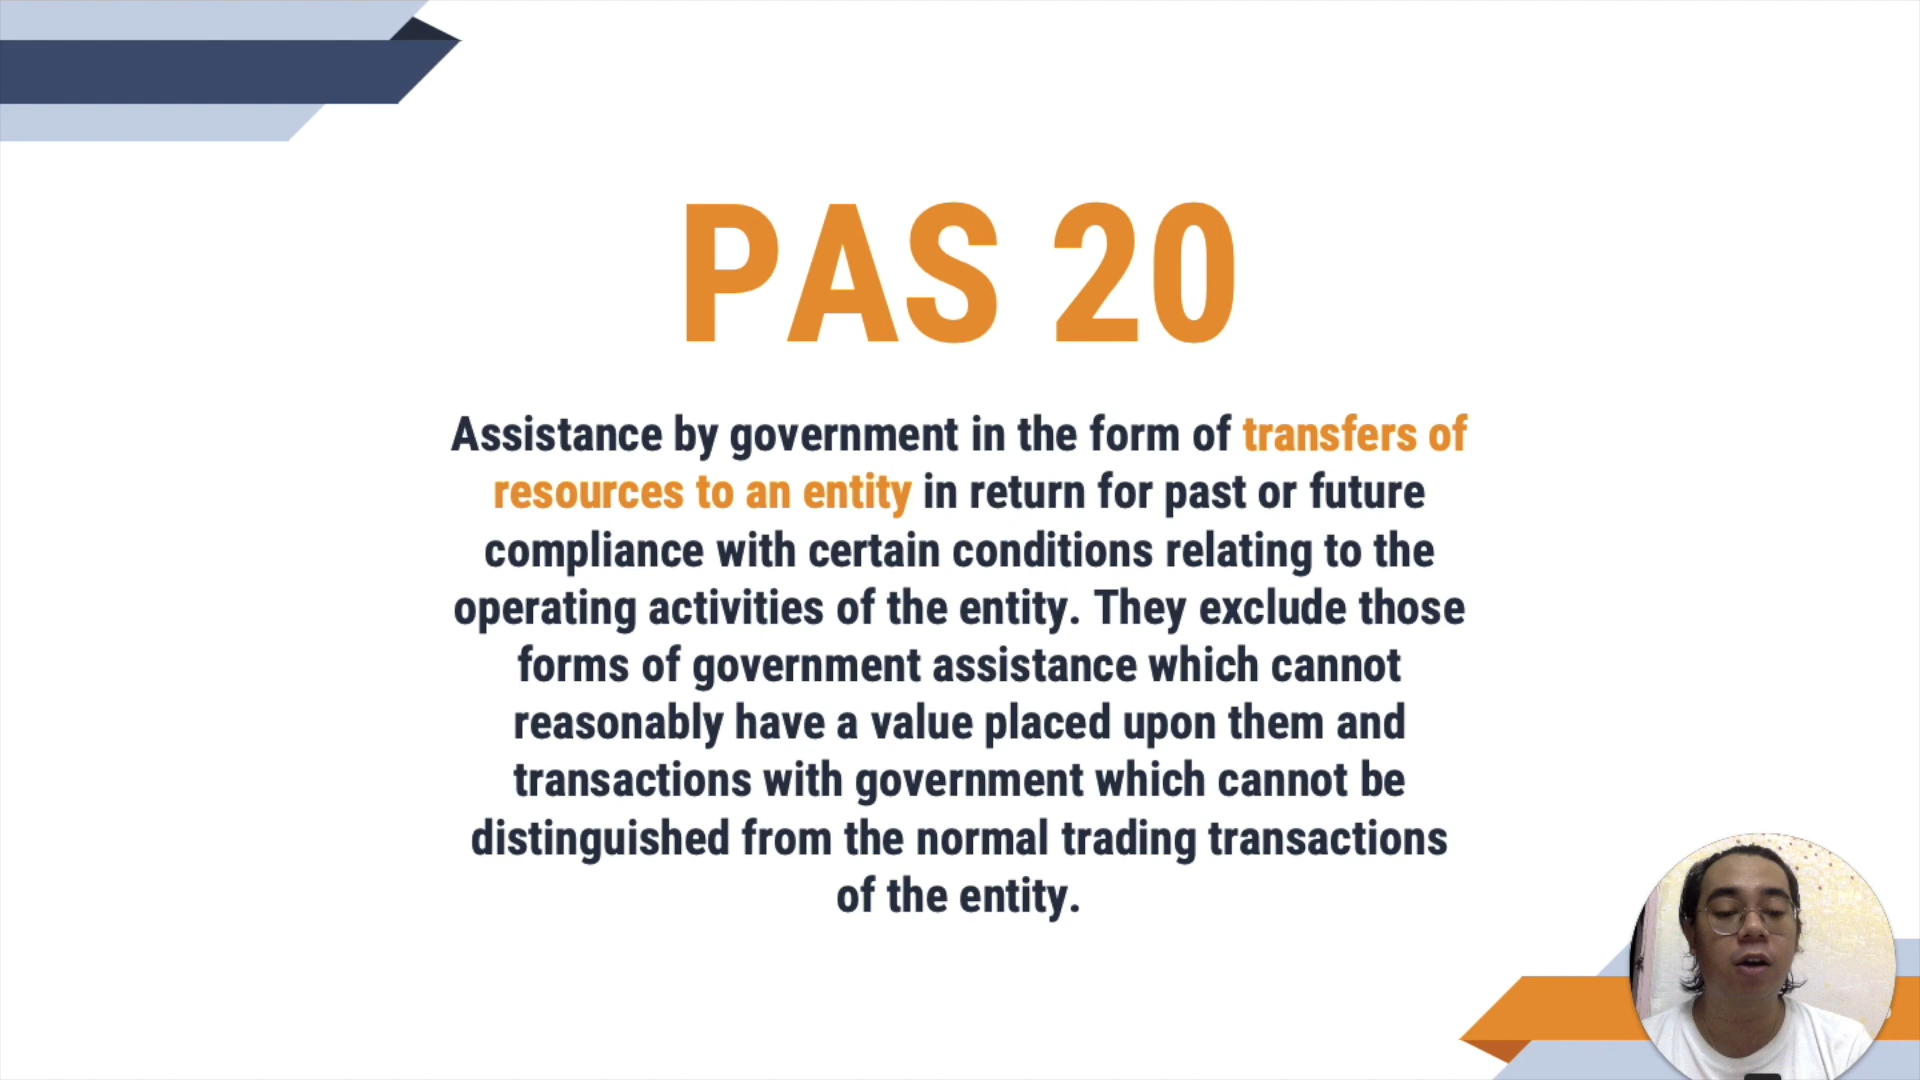 PAS 20
Assistance by government in the form of transfers of
resources to an entity in return for past or future
compliance with certain conditions relating to the
operating activities of the entity. They exclude those
forms of government assistance which cannot
reasonably have a value placed upon them and
transactions with government which cannot be
distinguished from the normal trading transactions
of the entity.